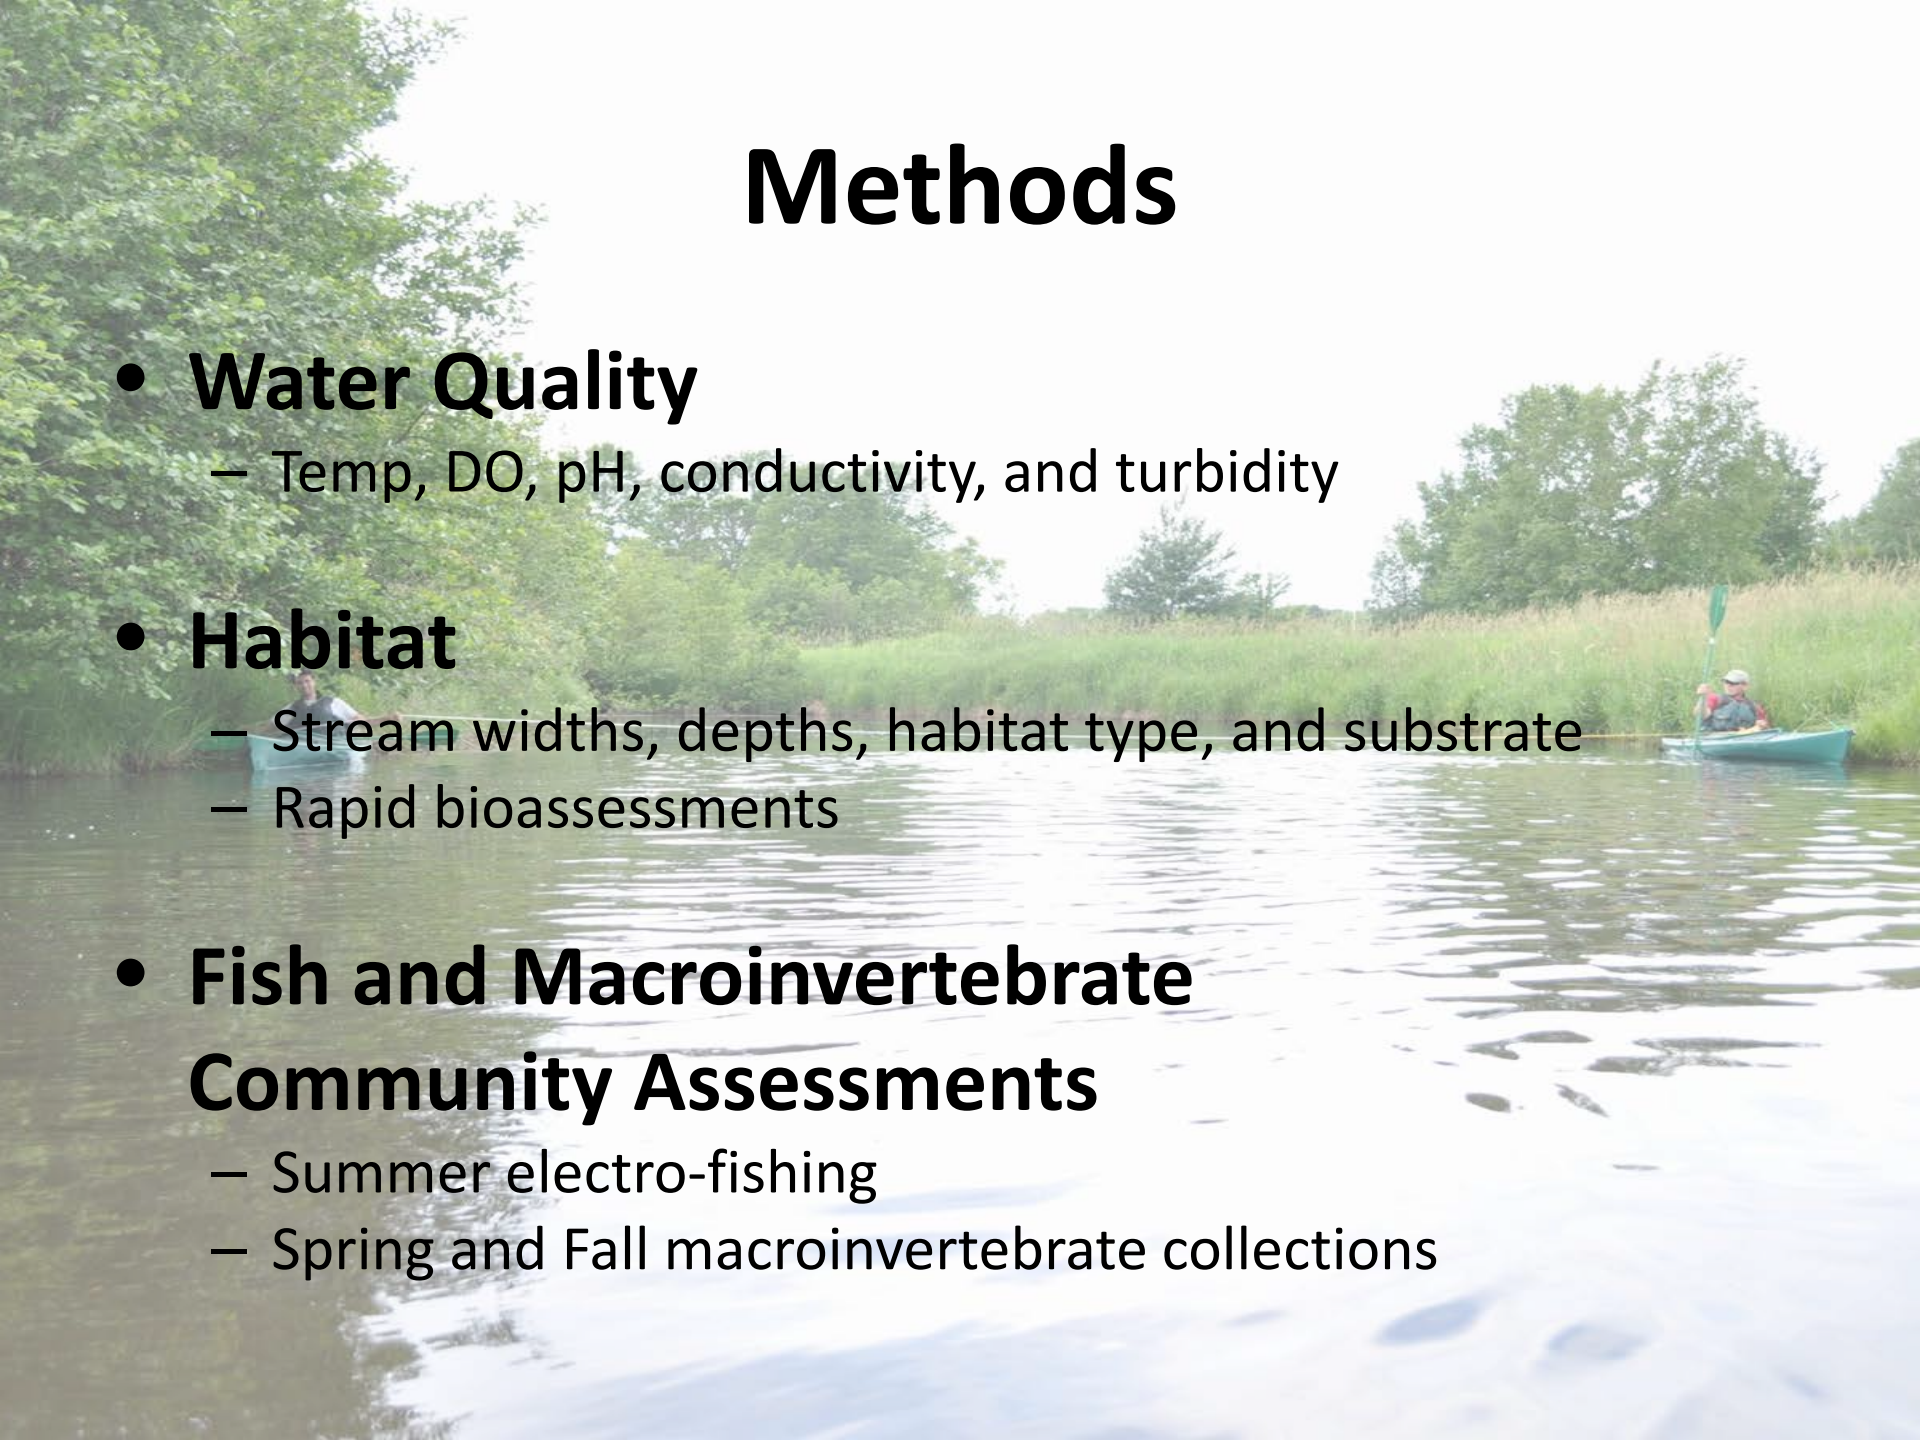 Methods
• Water Quality
– Temp, DO, pH, conductivity, and turbidity
• Habitat
– Stream widths, depths, habitat type, and substrate
– Rapid bioassessments
• Fish and Macroinvertebrate
Community Assessments
– Summer electro-fishing
– Spring and Fall macroinvertebrate collections